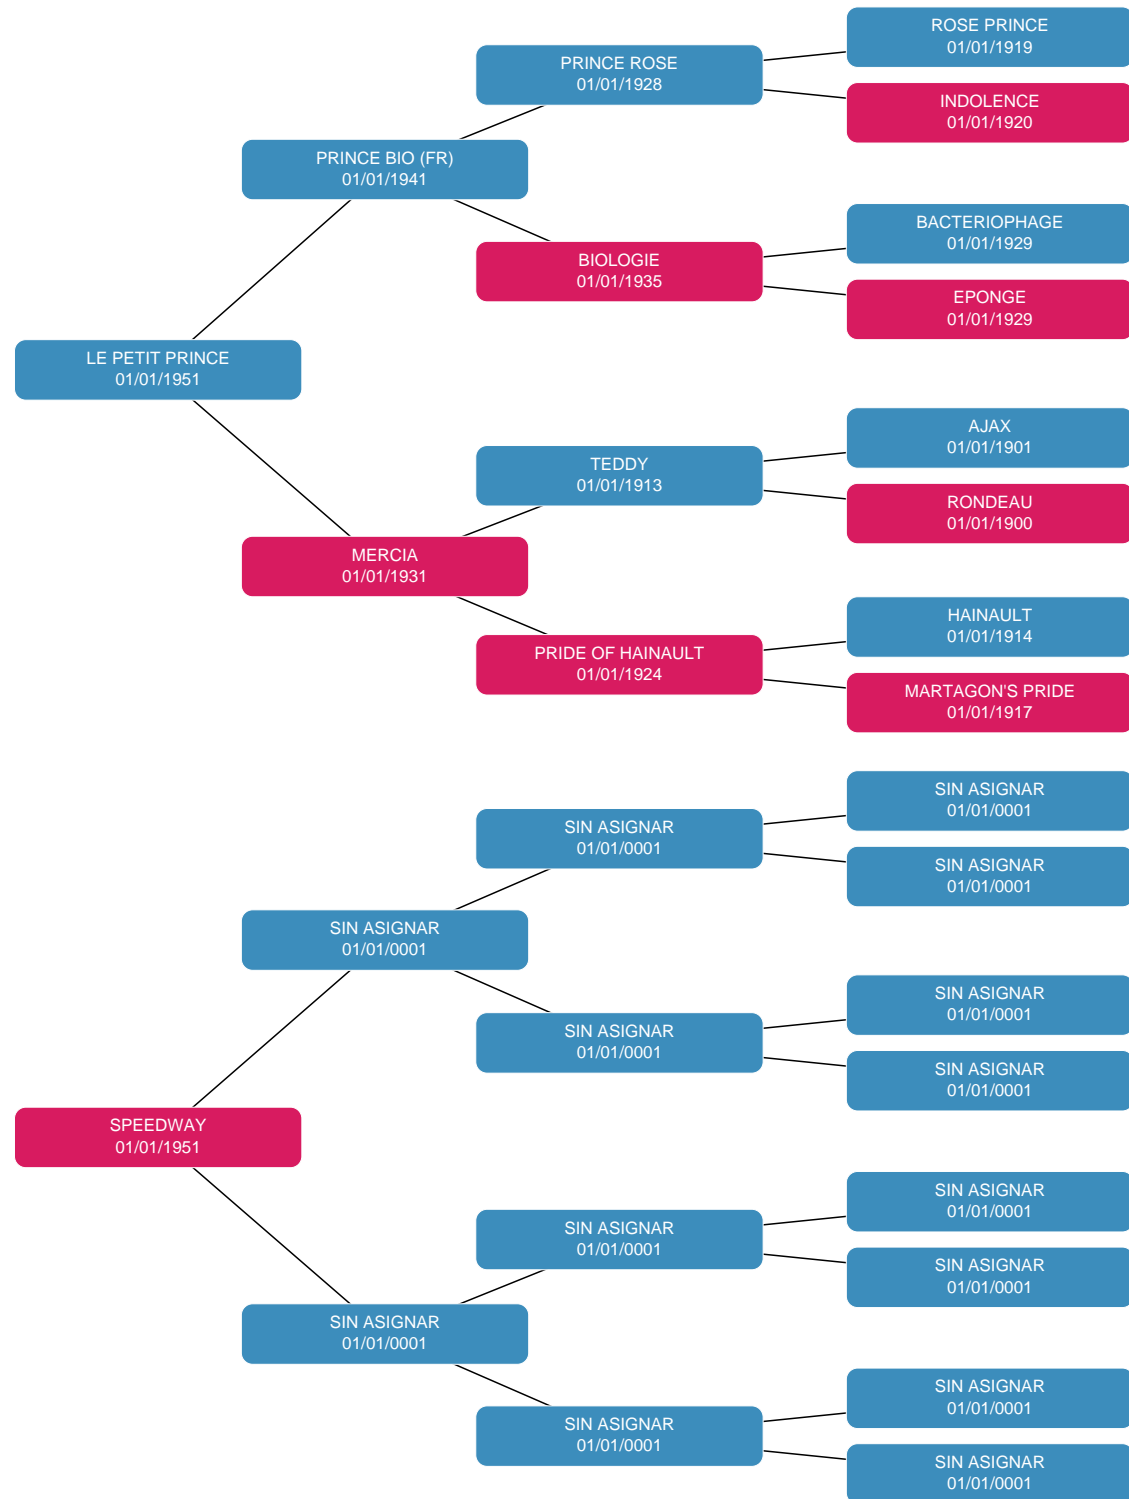 ROSE PRINCE
01/01/1919
PRINCE ROSE
01/01/1928
INDOLENCE
01/01/1920
PRINCE BIO (FR)
01/01/1941
BACTERIOPHAGE
01/01/1929
BIOLOGIE
01/01/1935
EPONGE
01/01/1929
LE PETIT PRINCE
01/01/1951
AJAX
01/01/1901
TEDDY
01/01/1913
RONDEAU
01/01/1900
MERCIA
01/01/1931
HAINAULT
01/01/1914
PRIDE OF HAINAULT
01/01/1924
MARTAGON'S PRIDE
01/01/1917
SIN ASIGNAR
01/01/0001
SIN ASIGNAR
01/01/0001
SIN ASIGNAR
01/01/0001
SIN ASIGNAR
01/01/0001
SIN ASIGNAR
01/01/0001
SIN ASIGNAR
01/01/0001
SIN ASIGNAR
01/01/0001
SPEEDWAY
01/01/1951
SIN ASIGNAR
01/01/0001
SIN ASIGNAR
01/01/0001
SIN ASIGNAR
01/01/0001
SIN ASIGNAR
01/01/0001
SIN ASIGNAR
01/01/0001
SIN ASIGNAR
01/01/0001
SIN ASIGNAR
01/01/0001